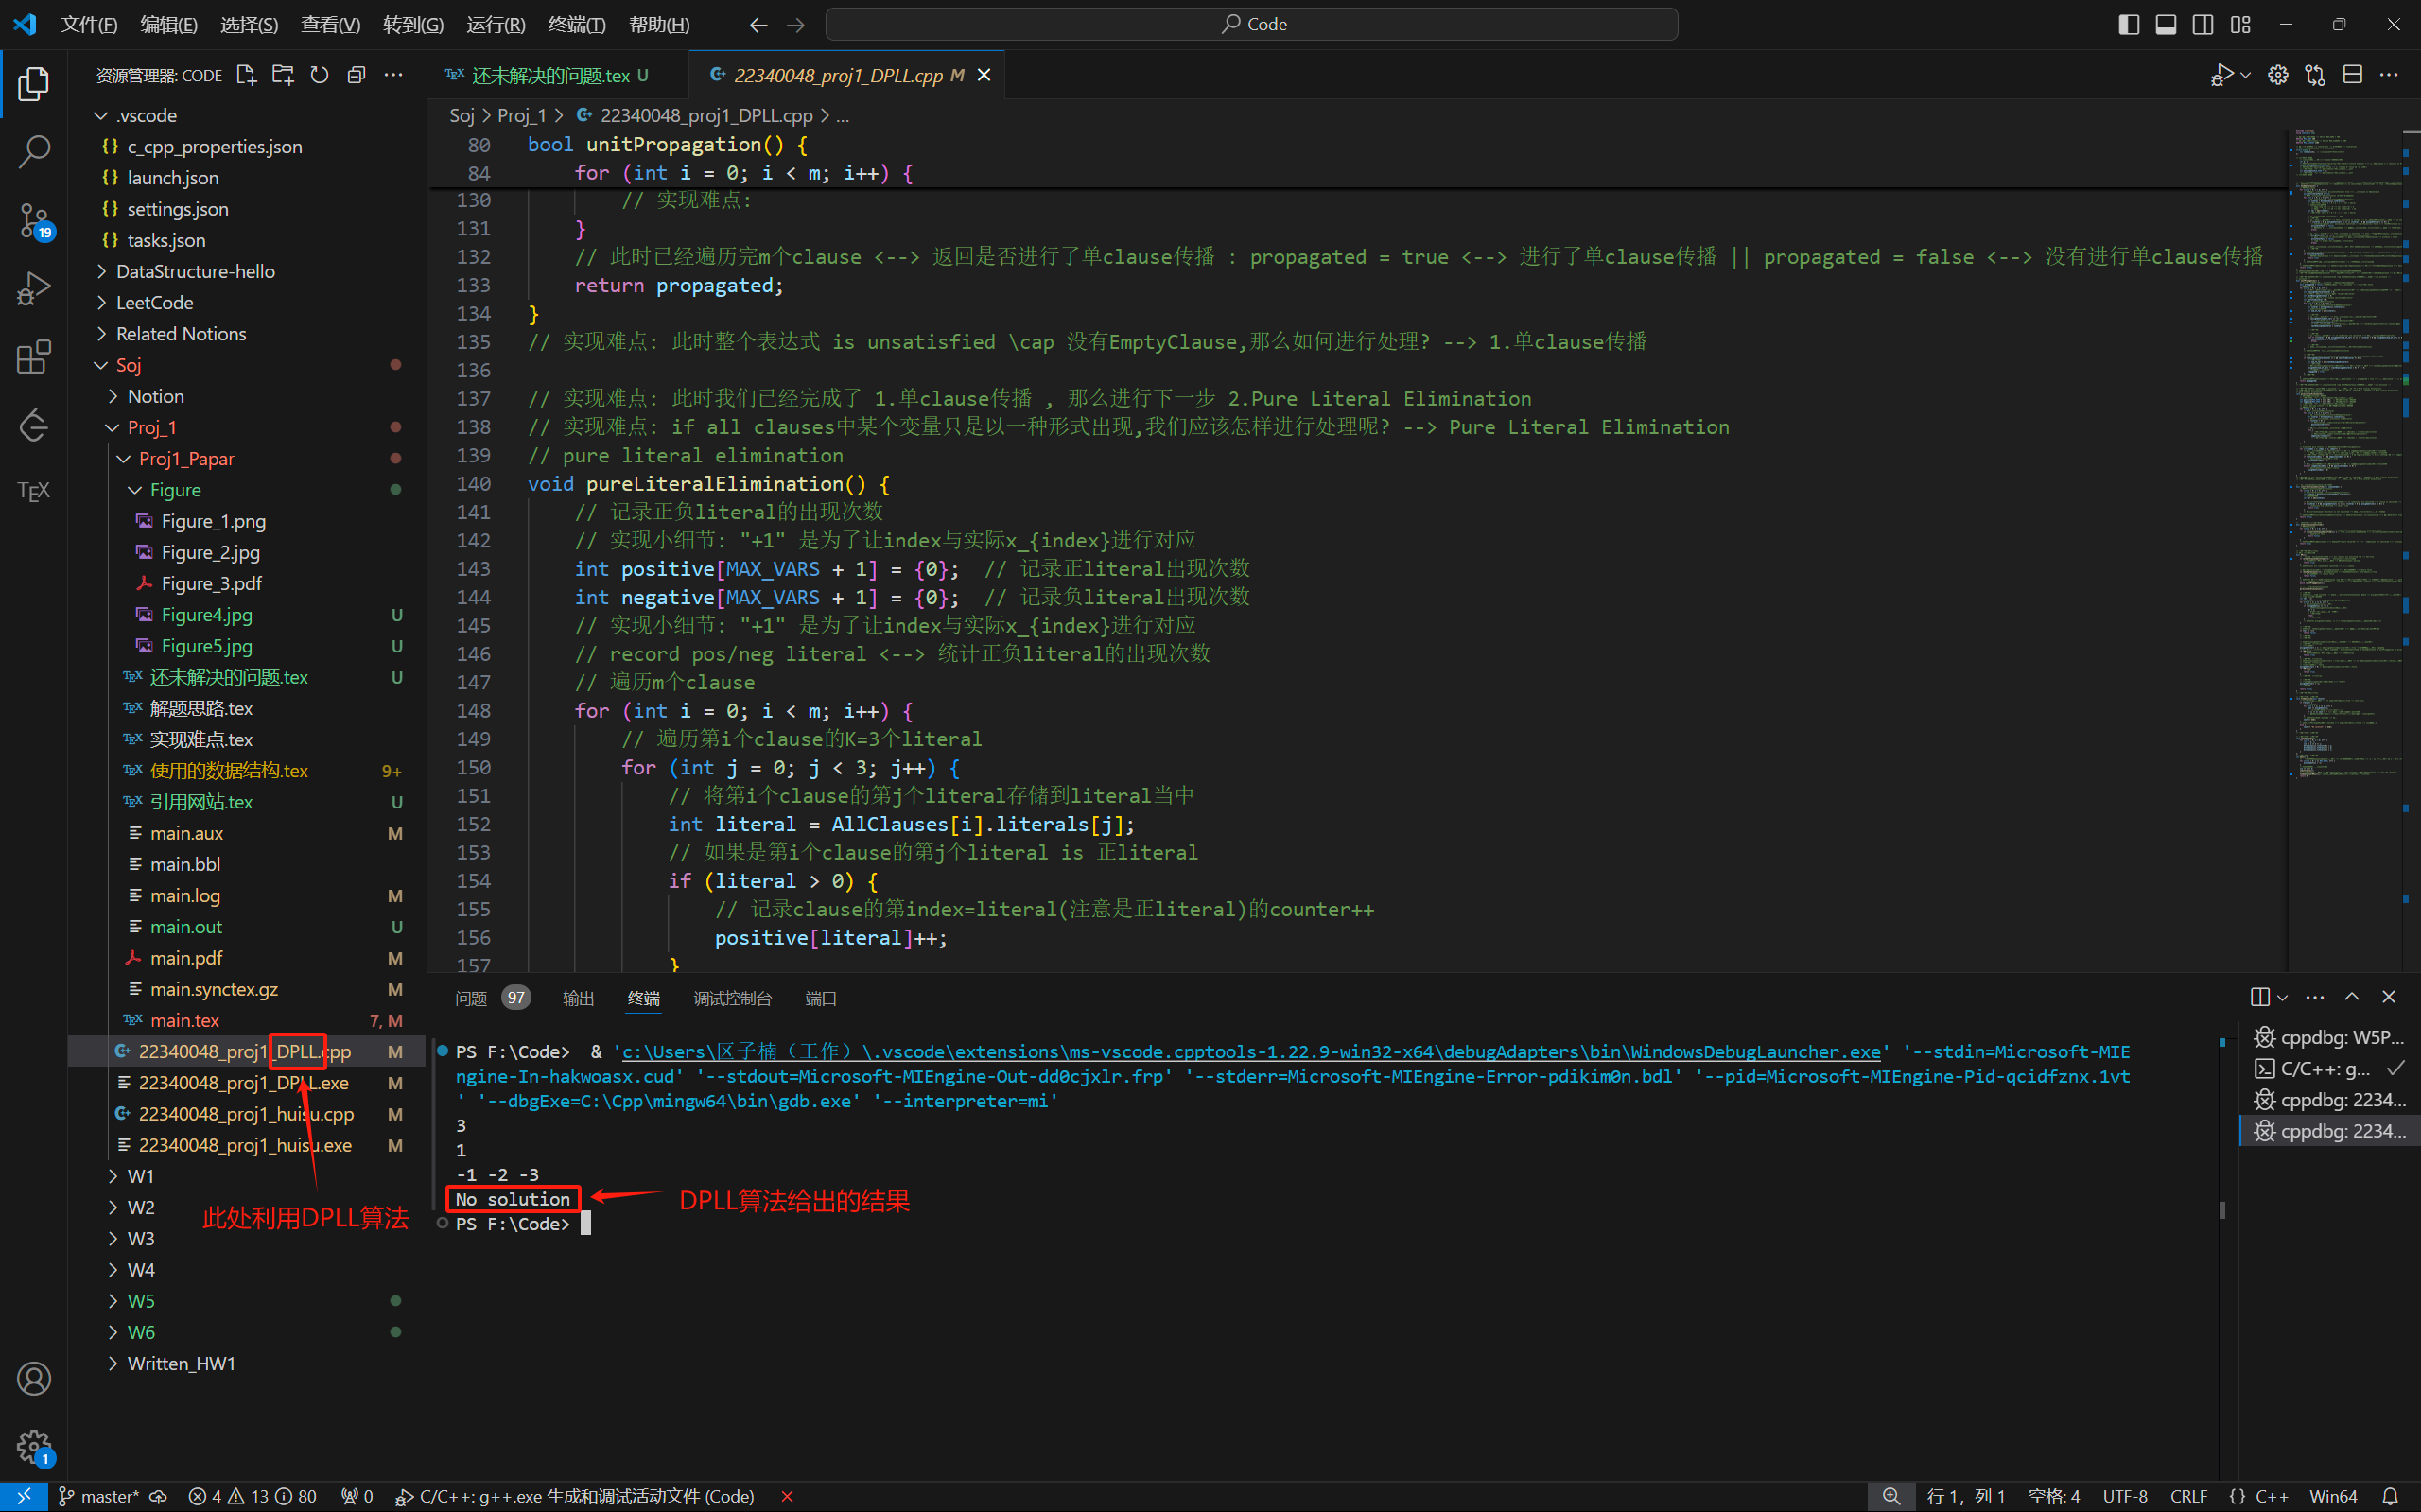 文件(F) 编辑(E) 选择(S) 查看(V) 转到(G) 运行(R) 终端(T) 帮助(H) Code
资源管理器: CODE
.vscode
c_cpp_properties.json
launch.json
settings.json
tasks.json
DataStructure-hello
LeetCode
Related Notions
Soj
Notion
Proj_1
Proj1_Papar
Figure
Figure_1.png
Figure_2.jpg
Figure_3.pdf
Figure4.jpg U
Figure5.jpg U
还未解决的问题.tex U
解题思路.tex
实现难点.tex
使用的数据结构.tex 9+
引用网站.tex U
main.aux M
main.bbl
main.log M
main.out U
main.pdf M
main.synctex.gz M
main.tex 7, M
22340048_proj1_DPLL.cpp M
22340048_proj1_DPLL.exe M
22340048_proj1_huisu.cpp M
22340048_proj1_huisu.exe M
W1
W2
W3
W4
W5
W6
Written_HW1
此处利用DPLL算法
19
TEX
1
还未解决的问题.tex U 22340048_proj1_DPLL.cpp M
Soj > Proj_1 > 22340048_proj1_DPLL.cpp > ...
80 bool unitPropagation() {
84 for (int i = 0; i < m; i++) {
130 // 实现难点:
131 }
132 // 此时已经遍历完m个clause <--> 返回是否进行了单clause传播 : propagated = true <--> 进行了单clause传播 || propagated = false <--> 没有进行单clause传播
133 return propagated;
134 }
135 // 实现难点: 此时整个表达式 is unsatisfied \cap 没有EmptyClause,那么如何进行处理? --> 1.单clause传播
136
137 // 实现难点: 此时我们已经完成了 1.单clause传播 , 那么进行下一步 2.Pure Literal Elimination
138 // 实现难点: if all clauses中某个变量只是以一种形式出现,我们应该怎样进行处理呢? --> Pure Literal Elimination
139 // pure literal elimination
140 void pureLiteralElimination() {
141 // 记录正负literal的出现次数
142 // 实现小细节: "+1" 是为了让index与实际x_{index}进行对应
143 int positive[MAX_VARS + 1] = {0}; // 记录正literal出现次数
144 int negative[MAX_VARS + 1] = {0}; // 记录负literal出现次数
145 // 实现小细节: "+1" 是为了让index与实际x_{index}进行对应
146 // record pos/neg literal <--> 统计正负literal的出现次数
147 // 遍历m个clause
148 for (int i = 0; i < m; i++) {
149 // 遍历第i个clause的K=3个literal
150 for (int j = 0; j < 3; j++) {
151 // 将第i个clause的第j个literal存储到literal当中
152 int literal = AllClauses[i].literals[j];
153 // 如果是第i个clause的第j个literal is 正literal
154 if (literal > 0) {
155 // 记录clause的第index=literal(注意是正literal)的counter++
156 positive[literal]++;
157 }
问题 97 输出 终端 调试控制台 端口
PS F:\Code> & 'c:\Users\区子楠（工作）\.vscode\extensions\ms-vscode.cpptools-1.22.9-win32-x64\debugAdapters\bin\WindowsDebugLauncher.exe' '--stdin=Microsoft-MIE
ngine-In-hakwoasx.cud' '--stdout=Microsoft-MIEngine-Out-dd0cjxlr.frp' '--stderr=Microsoft-MIEngine-Error-pdikim0n.bdl' '--pid=Microsoft-MIEngine-Pid-qcidfznx.1vt
' '--dbgExe=C:\Cpp\mingw64\bin\gdb.exe' '--interpreter=mi'
3
1
-1 -2 -3
No solution
DPLL算法给出的结果
PS F:\Code>
cppdbg: W5P...
C/C++: g...
cppdbg: 2234...
cppdbg: 2234...
master* 4 13 80 0 C/C++: g++.exe 生成和调试活动文件 (Code) 行 1，列 1 空格: 4 UTF-8 CRLF {} C++ Win64